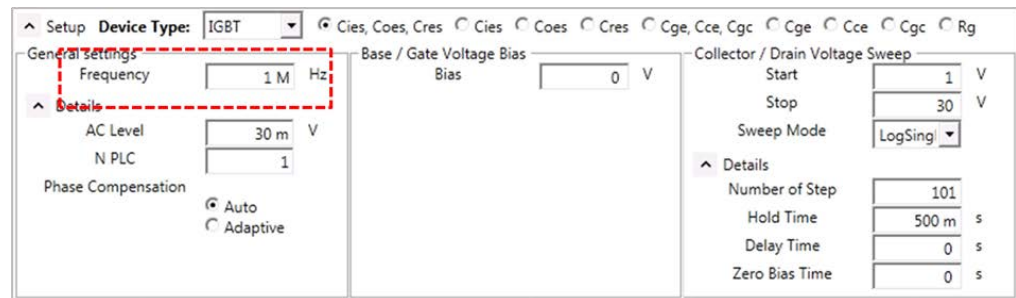 Setup Device Type: IGBT Cies, Coes, Cres Cies Coes Cres Cge, Cce, Cgc Cge Cce Cgc Rg
General settings
Frequency 1 M Hz
Details
AC Level 30 m V
N PLC 1
Phase Compensation
Auto
Adaptive
Base / Gate Voltage Bias
Bias 0 V
Collector / Drain Voltage Sweep
Start 1 V
Stop 30 V
Sweep Mode LogSingl
Details
Number of Step 101
Hold Time 500 m s
Delay Time 0 s
Zero Bias Time 0 s